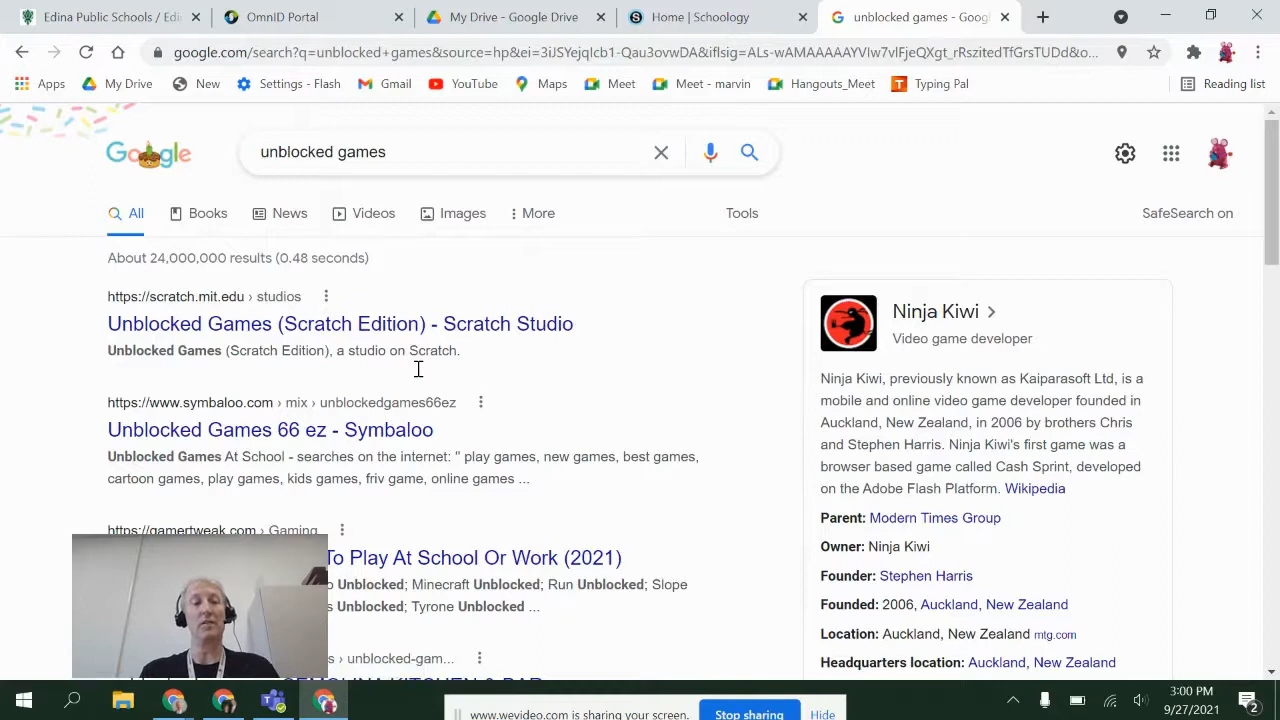 Edina Public Schools / Edi
OmnID Portal
My Drive - Google Drive
Home | Schoology
unblocked games - Goog
google.com/search?q=unblocked+games&source=hp&ei=3iJSYejqIcb1-Qau3ovwDA&iflsig=ALs-wAMAAAAAYVIw7vlFjeQXgt_rRszitedTfGrsTUDd&o...
Apps
My Drive
New
Settings - Flash
Gmail
YouTube
Maps
Meet
Meet - marvin
Hangouts_Meet
Typing Pal
Reading list
Google
unblocked games
All
Books
News
Videos
Images
More
Tools
SafeSearch on
About 24,000,000 results (0.48 seconds)
https://scratch.mit.edu › studios
Unblocked Games (Scratch Edition) - Scratch Studio
Unblocked Games (Scratch Edition), a studio on Scratch.
https://www.symbaloo.com › mix › unblockedgames66ez
Unblocked Games 66 ez - Symbaloo
Unblocked Games At School - searches on the internet: " play games, new games, best games,
cartoon games, play games, kids games, friv game, online games ...
https://gamertweak.com › Gaming
To Play At School Or Work (2021)
Unblocked; Minecraft Unblocked; Run Unblocked; Slope
Unblocked; Tyrone Unblocked ...
› unblocked-gam...
KITCHEN & BAR
Ninja Kiwi
Video game developer
Ninja Kiwi, previously known as Kaiparasoft Ltd, is a
mobile and online video game developer founded in
Auckland, New Zealand, in 2006 by brothers Chris
and Stephen Harris. Ninja Kiwi's first game was a
browser based game called Cash Sprint, developed
on the Adobe Flash Platform. Wikipedia
Parent: Modern Times Group
Owner: Ninja Kiwi
Founder: Stephen Harris
Founded: 2006, Auckland, New Zealand
Location: Auckland, New Zealand mtg.com
Headquarters location: Auckland, New Zealand
www.wevideo.com is sharing your screen.
Stop sharing
Hide
3:00 PM
9/27/2021
2